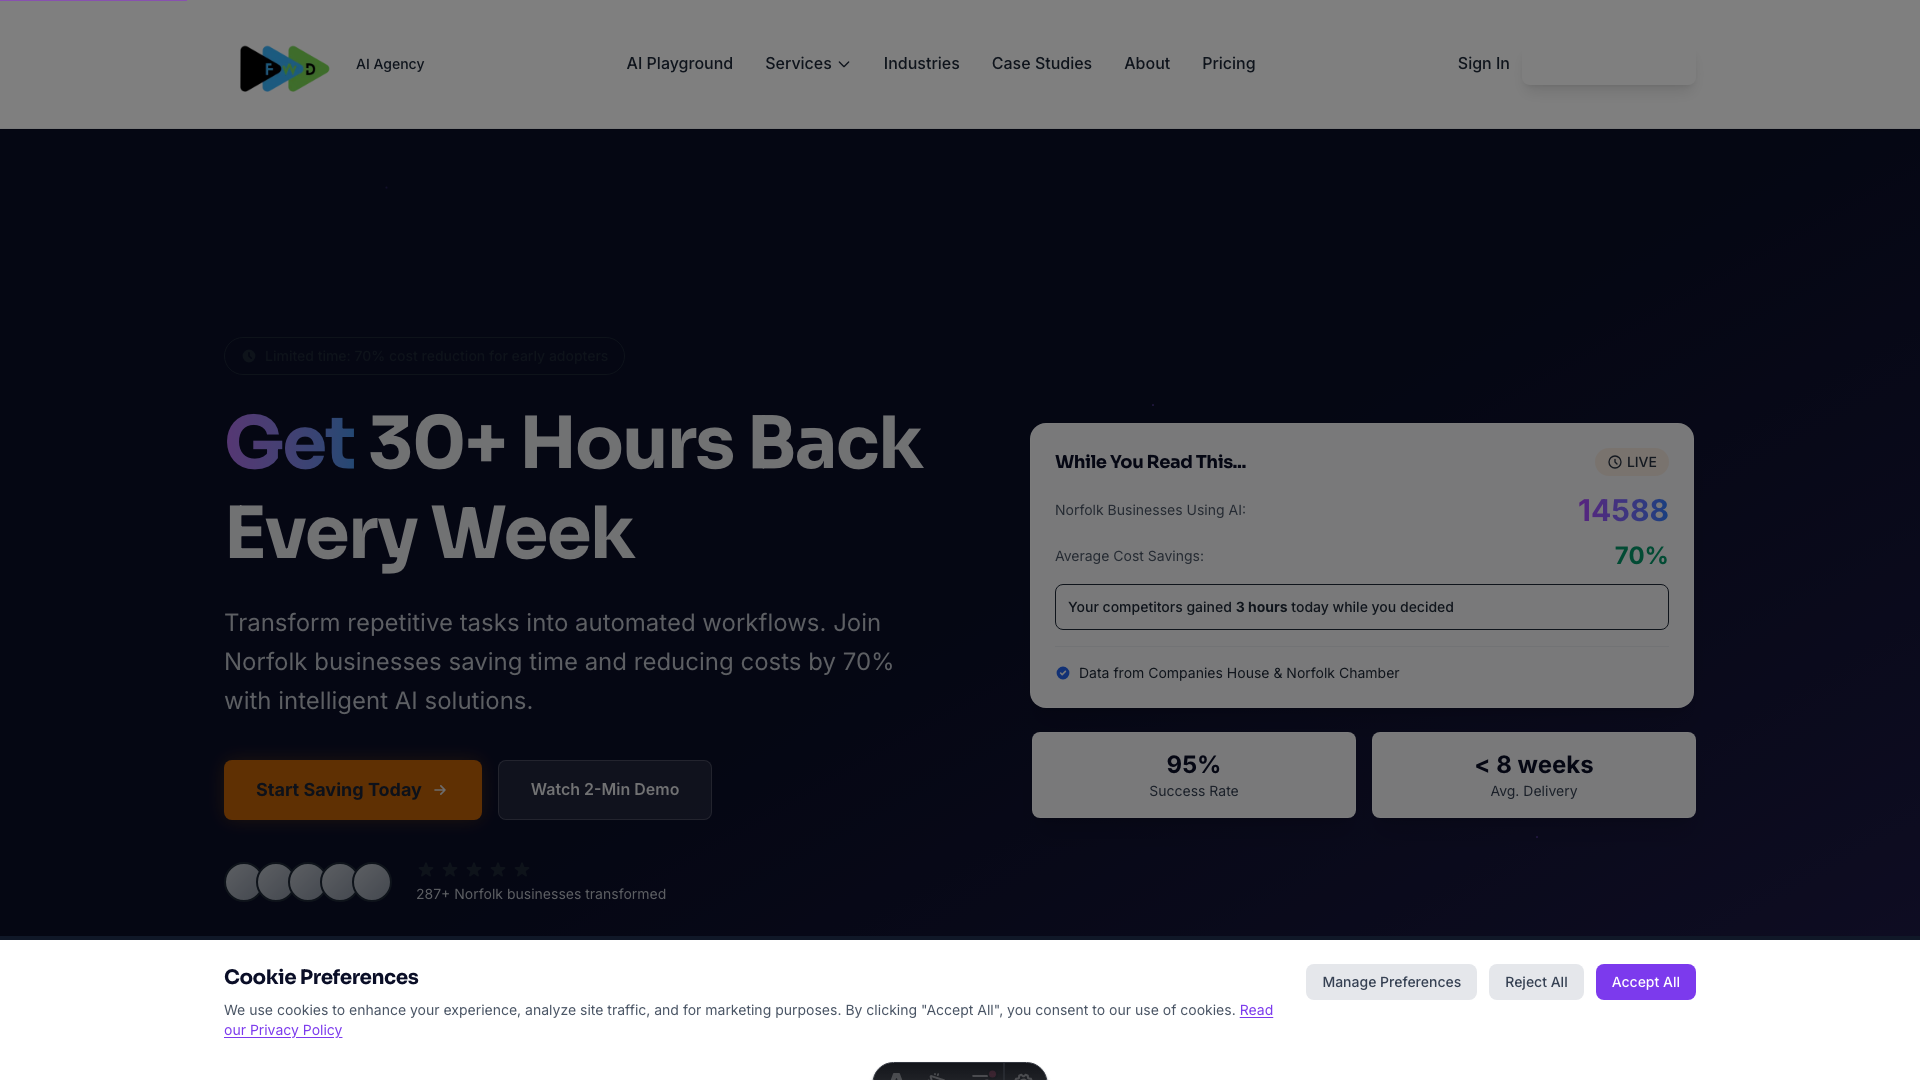 FWD
AI Agency
AI Playground
Services
Industries
Case Studies
About
Pricing
Sign In
Limited time: 70% cost reduction for early adopters
Get 30+ Hours Back
Every Week
Transform repetitive tasks into automated workflows. Join
Norfolk businesses saving time and reducing costs by 70%
with intelligent AI solutions.
Start Saving Today
Watch 2-Min Demo
287+ Norfolk businesses transformed
While You Read This...
LIVE
Norfolk Businesses Using AI:
14588
Average Cost Savings:
70%
Your competitors gained 3 hours today while you decided
Data from Companies House & Norfolk Chamber
95%
Success Rate
< 8 weeks
Avg. Delivery
Cookie Preferences
We use cookies to enhance your experience, analyze site traffic, and for marketing purposes. By clicking "Accept All", you consent to our use of cookies. Read
our Privacy Policy
Manage Preferences
Reject All
Accept All